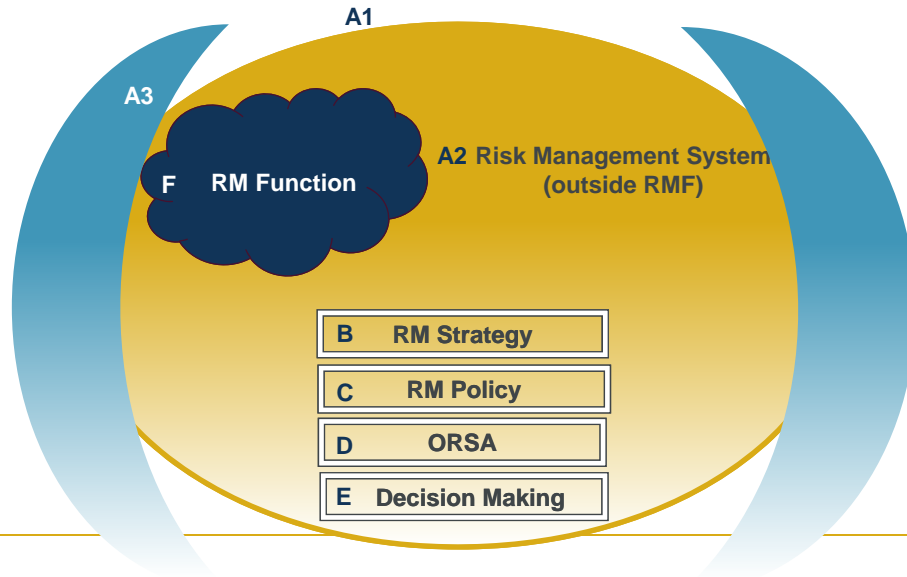 A1
A3
A2 Risk Management System
(outside RMF)
F RM Function
B RM Strategy
C RM Policy
D ORSA
E Decision Making